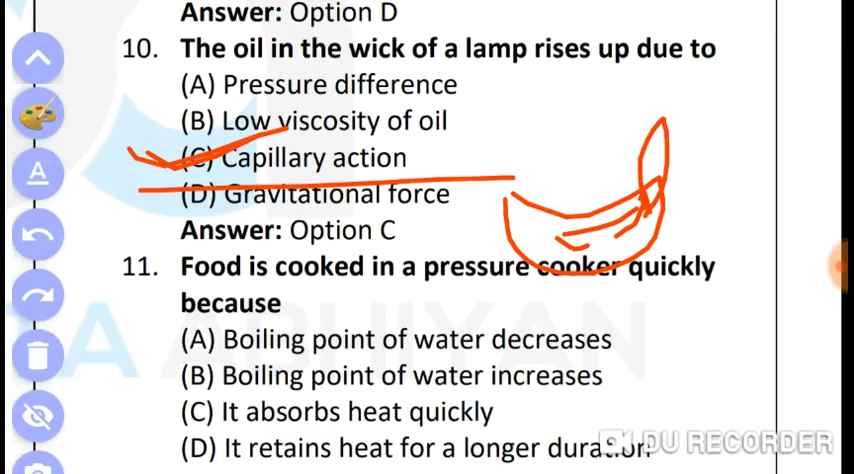 Answer: Option D
10. The oil in the wick of a lamp rises up due to
(A) Pressure difference
(B) Low viscosity of oil
(C) Capillary action
(D) Gravitational force
Answer: Option C
11. Food is cooked in a pressure cooker quickly
because
(A) Boiling point of water decreases
(B) Boiling point of water increases
(C) It absorbs heat quickly
(D) It retains heat for a longer duration
A ABHIYAN
DU RECORDER
A